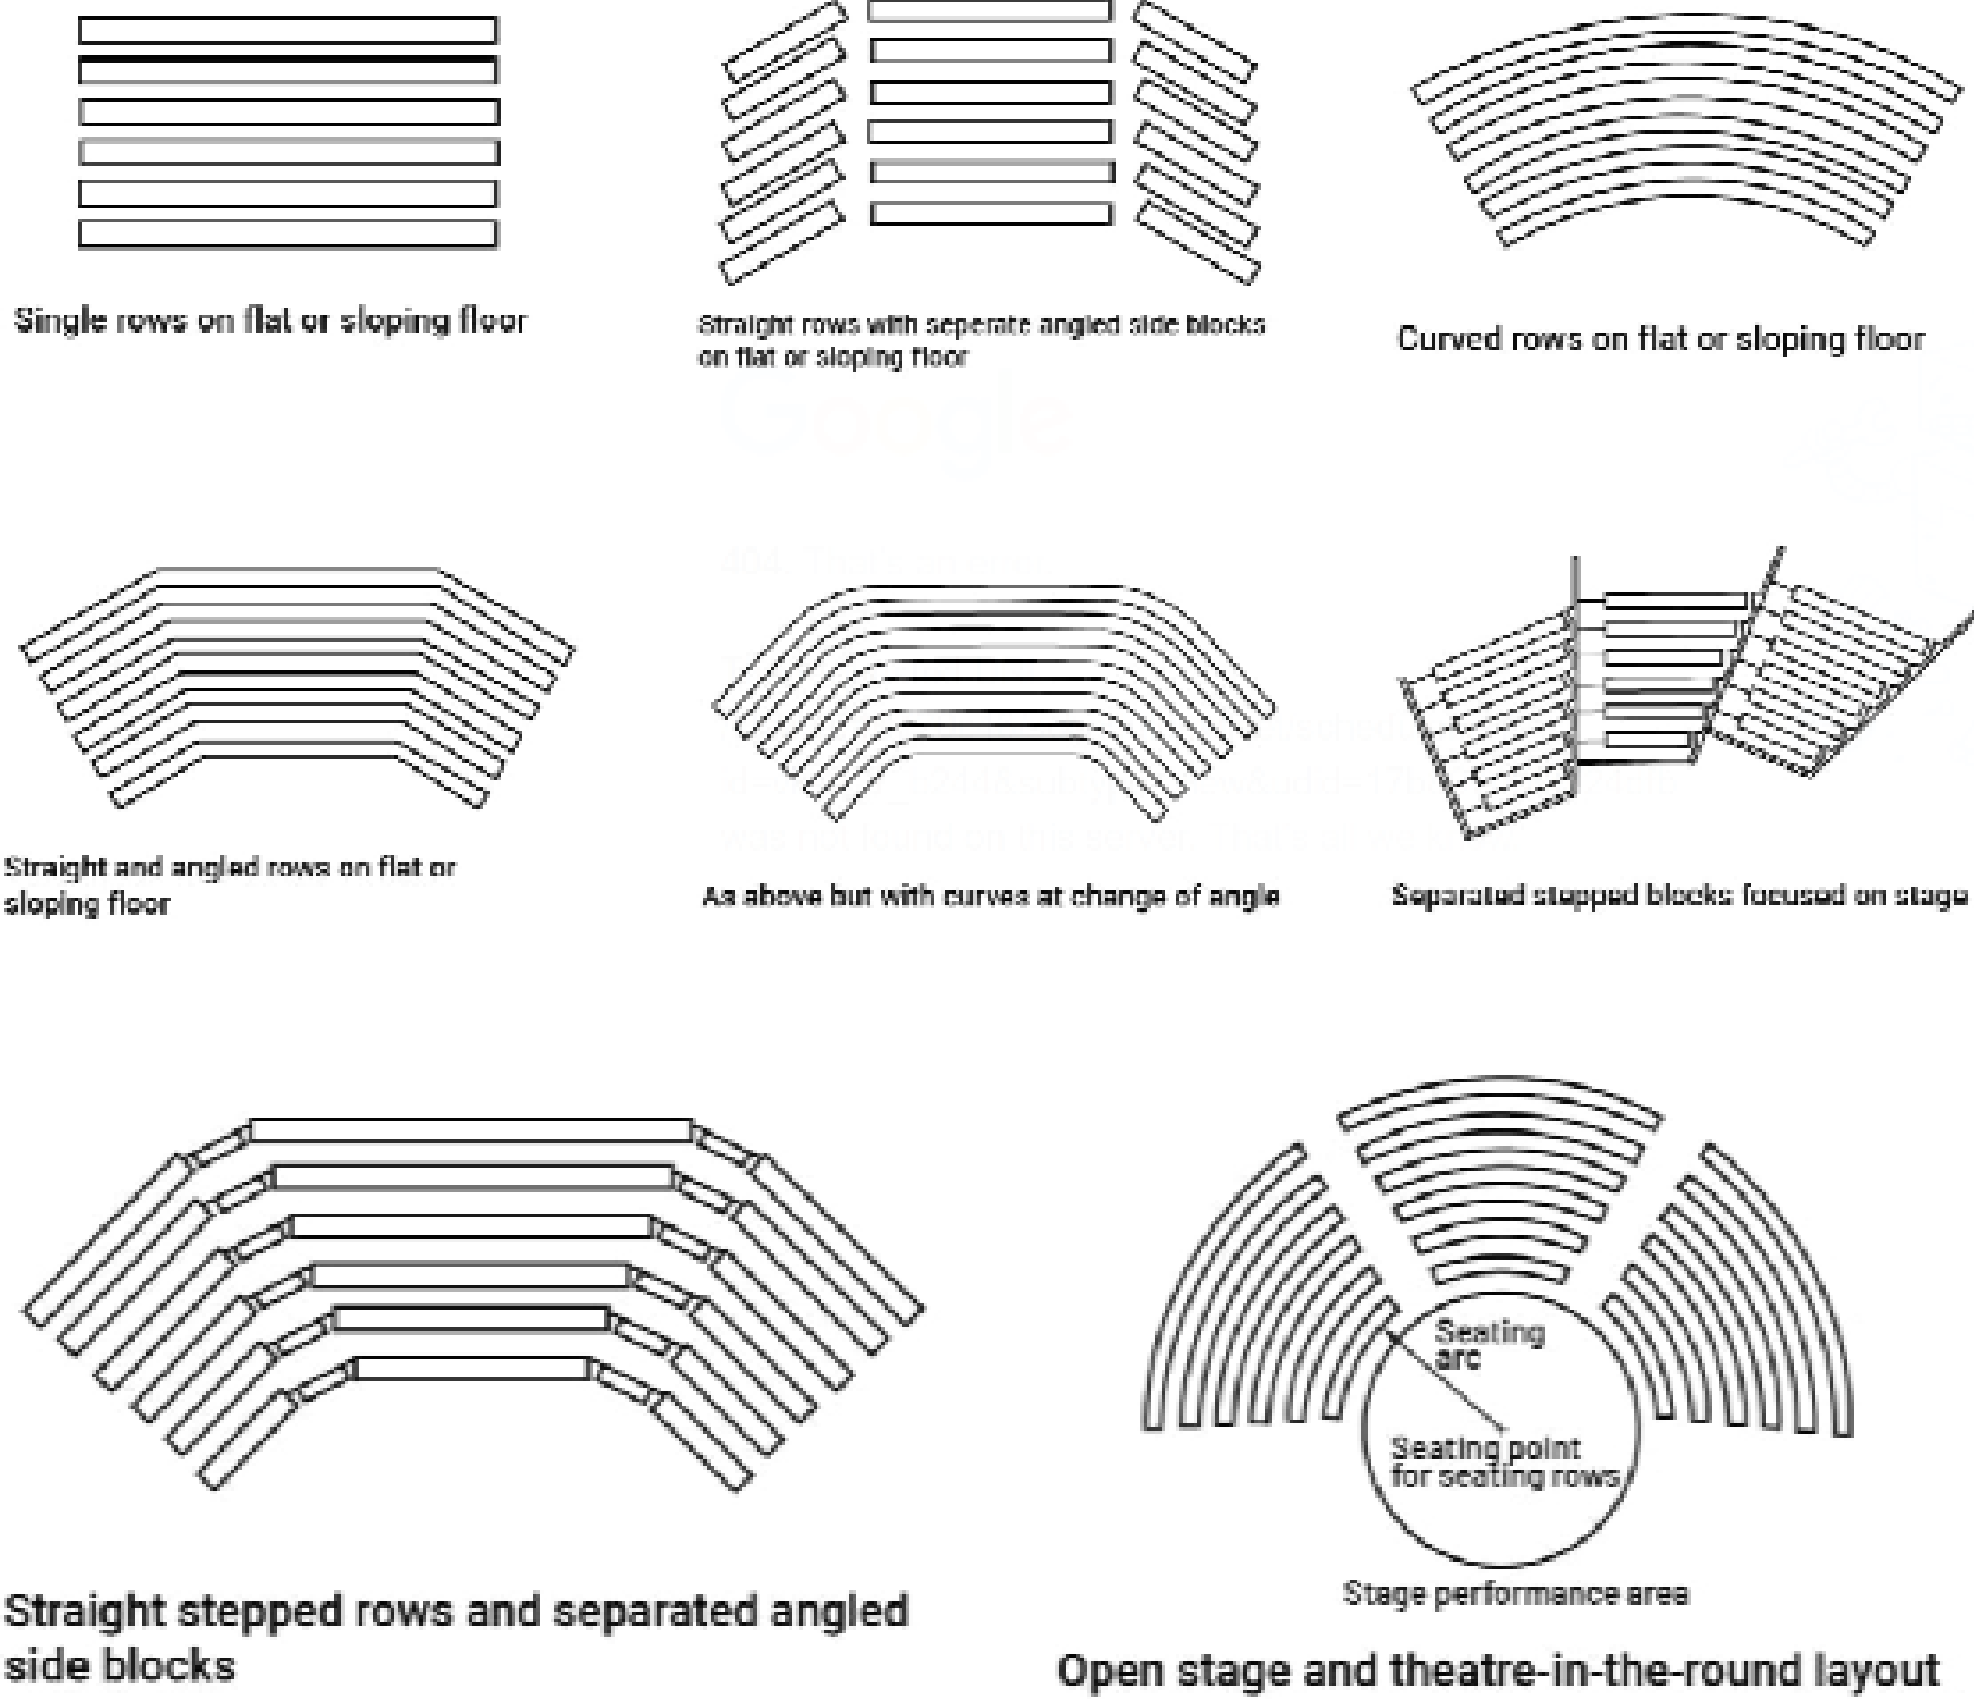 Single rows on flat or sloping floor
Straight rows with seperate angled side blocks
on flat or sloping floor
Curved rows on flat or sloping floor
Google
Straight and angled rows on flat or
sloping floor
As above but with curves at change of angle
Separated stepped blocks focused on stage
Seating
arc
Seating point
for seating rows
Stage performance area
Straight stepped rows and separated angled
side blocks
Open stage and theatre-in-the-round layout